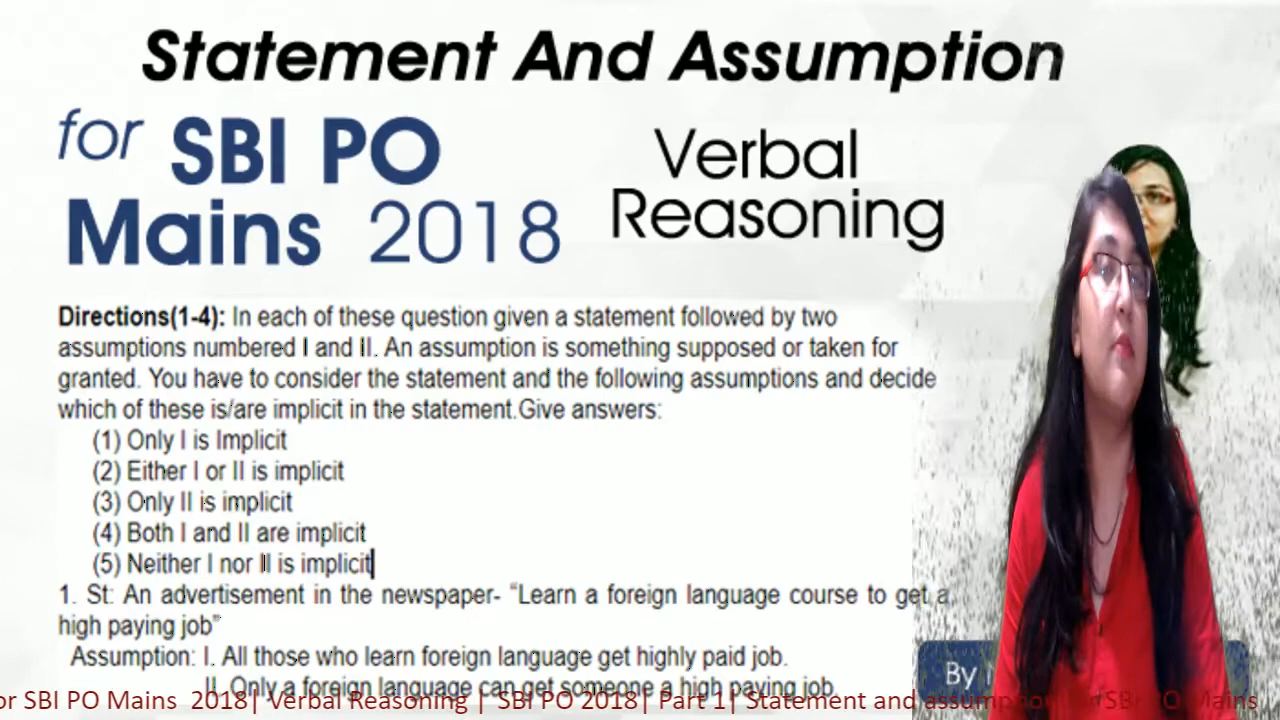 Statement And Assumption
for SBI PO
Mains 2018
Verbal
Reasoning
Directions(1-4): In each of these question given a statement followed by two
assumptions numbered I and II. An assumption is something supposed or taken for
granted. You have to consider the statement and the following assumptions and decide
which of these is/are implicit in the statement.Give answers:
(1) Only I is Implicit
(2) Either I or II is implicit
(3) Only II is implicit
(4) Both I and II are implicit
(5) Neither I nor II is implicit
1. St: An advertisement in the newspaper- “Learn a foreign language course to get a
high paying job”
Assumption: I. All those who learn foreign language get highly paid job.
II. Only a foreign language can get someone a high paying job.
By
or SBI PO Mains 2018| Verbal Reasoning | SBI PO 2018| Part 1| Statement and assumption for SBI PO Mains